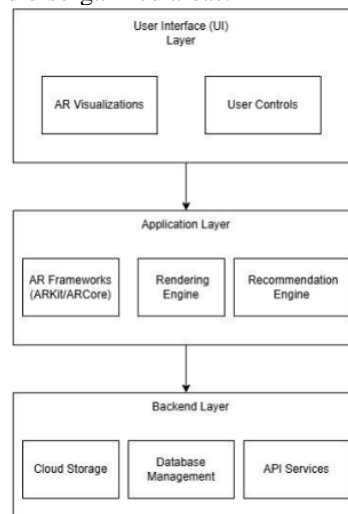 User Interface (UI)
Layer
AR Visualizations
User Controls
Application Layer
AR Frameworks
(ARKit/ARCore)
Rendering
Engine
Recommendation
Engine
Backend Layer
Cloud Storage
Database
Management
API Services